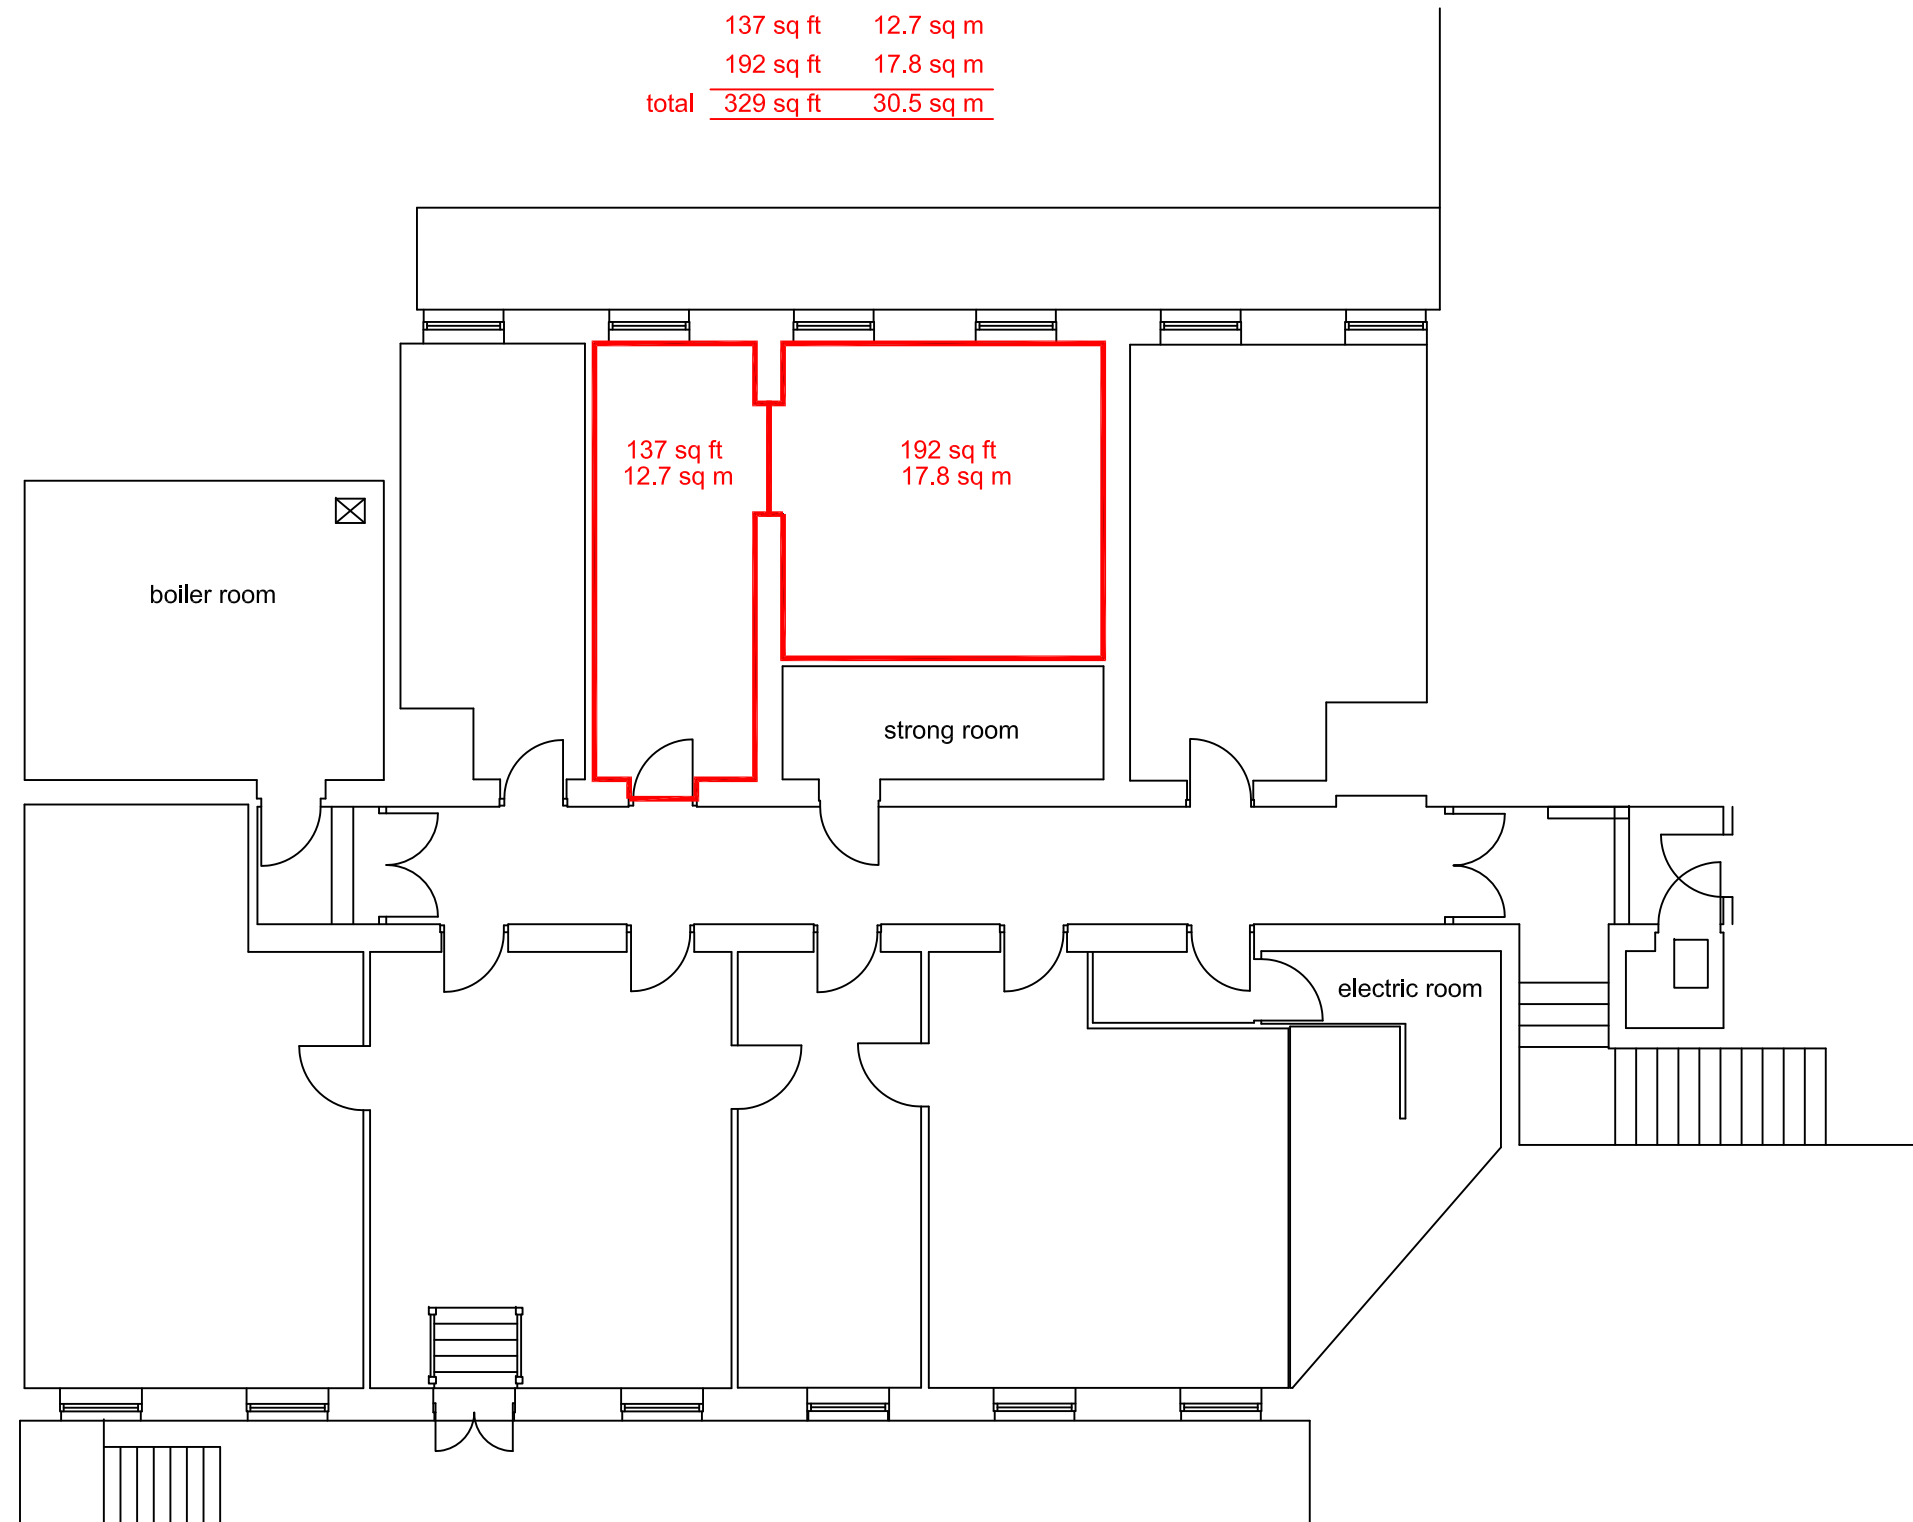 137 sq ft 12.7 sq m
192 sq ft 17.8 sq m
total 329 sq ft 30.5 sq m
137 sq ft
12.7 sq m
192 sq ft
17.8 sq m
boiler room
strong room
electric room